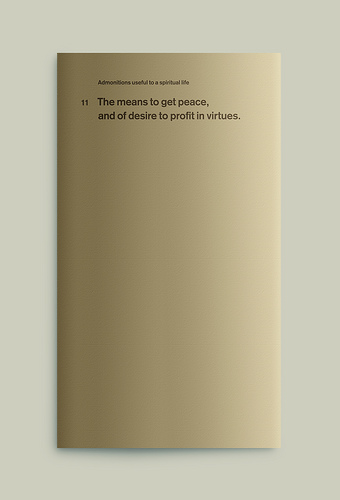 Admonitions useful to a spiritual life
11 The means to get peace,
and of desire to profit in virtues.